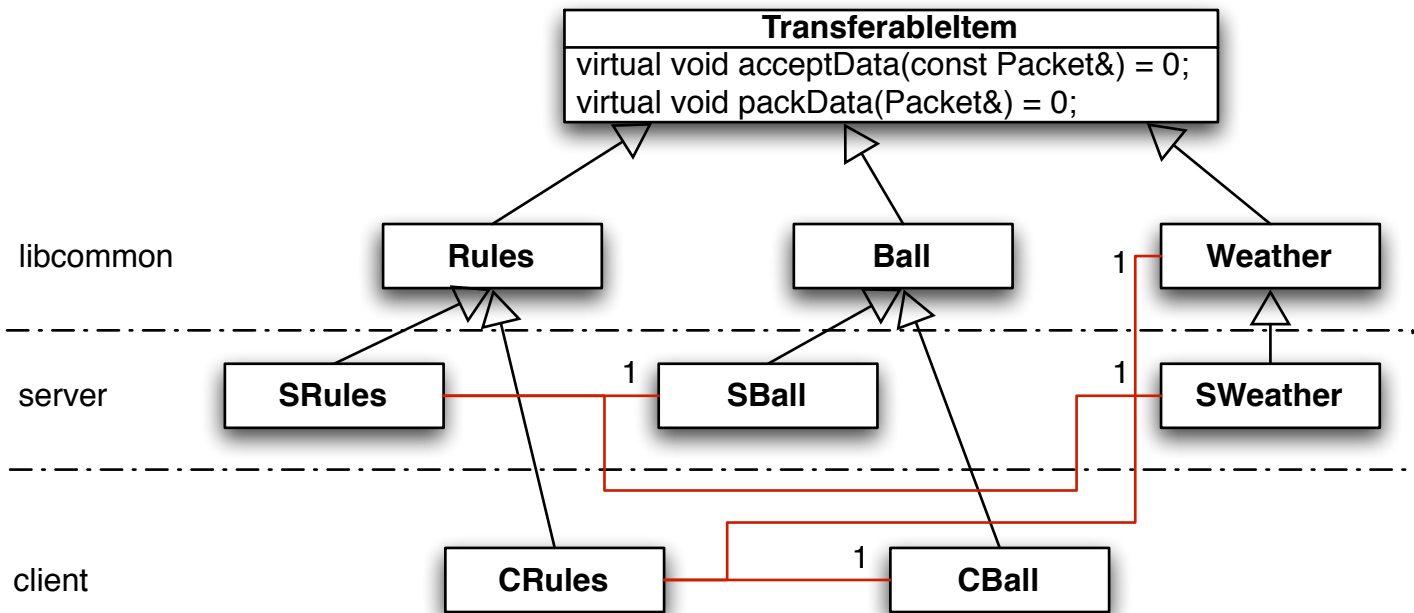 TransferableItem
virtual void acceptData(const Packet&) = 0;
virtual void packData(Packet&) = 0;
libcommon
Rules
Ball
1
Weather
server
SRules
1
SBall
1
SWeather
client
CRules
1
CBall